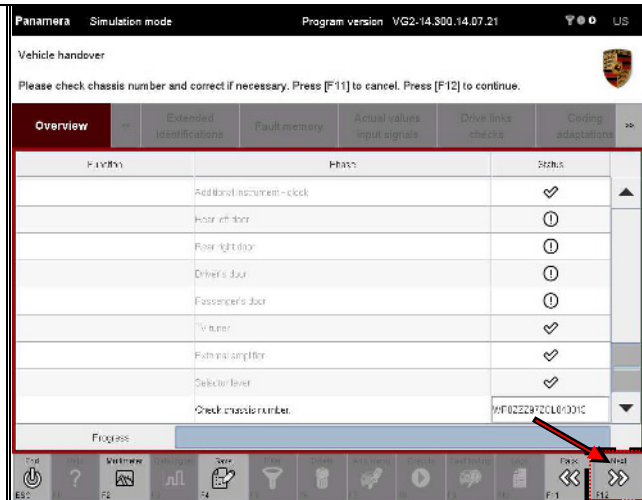 Panamera Simulation mode Program version VG2-14.300.14.07.21 US
Vehicle handover
Please check chassis number and correct if necessary. Press [F11] to cancel. Press [F12] to continue.
Overview Extended identifications Fault memory Actual values input signals Drive links checks Coding adaptations
Function Phase Status
Additional instrument - clock
Rear left door
Rear right door
Driver's door
Passenger's door
TV tuner
External amplifier
Selector lever
Check chassis number.
Progress
Multimeter Save Back Next
ESC F2 F4 F11 F12